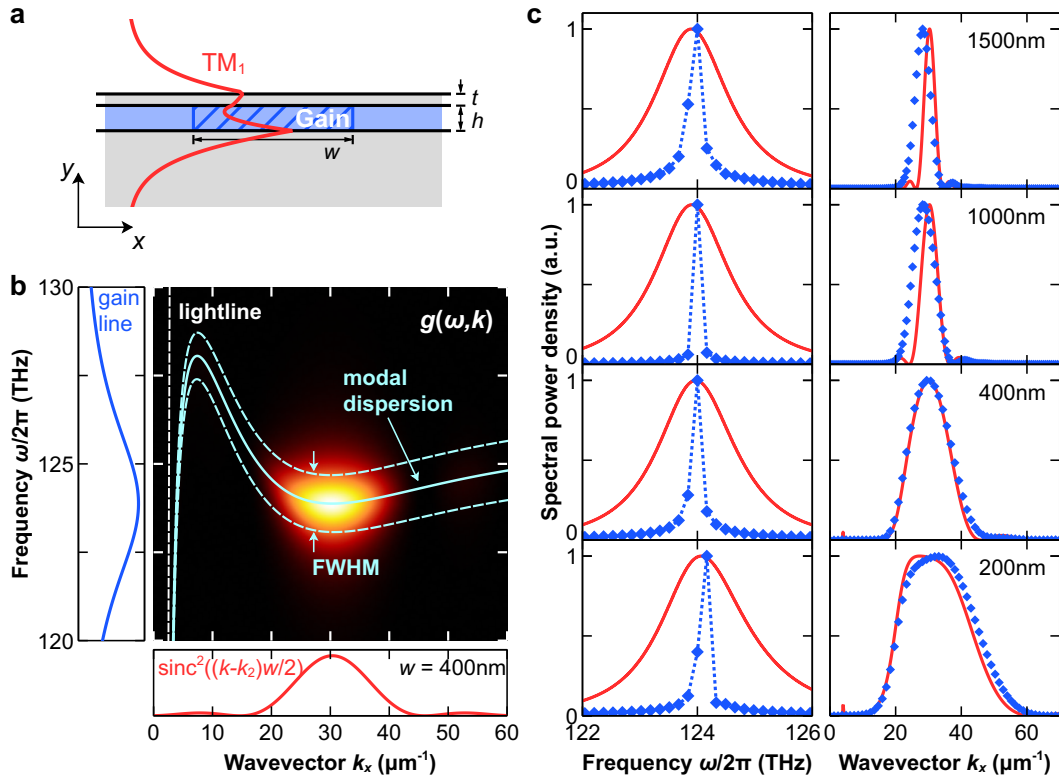 a
TM₁
Gain
t
h
w
y
x
b
130
125
120
Frequency ω/2π (THz)
gain
line
lightline
g(ω,k)
modal
dispersion
FWHM
sinc²((k-k₂)w/2)
w = 400nm
0 10 20 30 40 50 60
Wavevector kₓ (µm⁻¹)
c
Spectral power density (a.u.)
1
0
1500nm
1
0
1000nm
1
0
400nm
1
0
200nm
122 124 126
0 20 40 60
Frequency ω/2π (THz)
Wavevector kₓ (µm⁻¹)